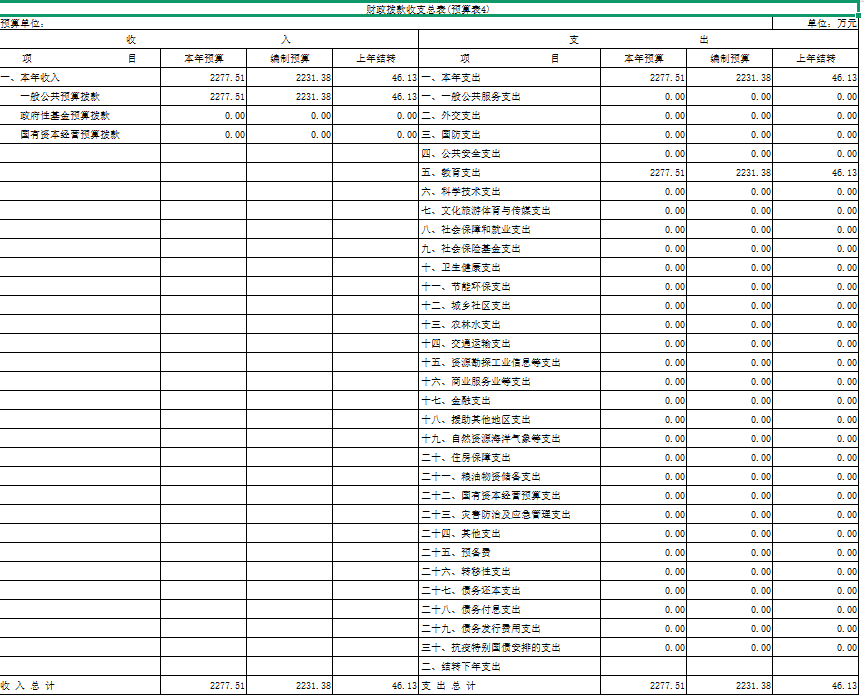 财政拨款收支总表(预算表4)
预算单位: 单位:万元
收 入 支 出
项 目 本年预算 编制预算 上年结转 项 目 本年预算 编制预算 上年结转
一、本年收入 2277.51 2231.38 46.13 一、本年支出 2277.51 2231.38 46.13
一般公共预算拨款 2277.51 2231.38 46.13 一、一般公共服务支出 0.00 0.00 0.00
政府性基金预算拨款 0.00 0.00 0.00 二、外交支出 0.00 0.00 0.00
国有资本经营预算拨款 0.00 0.00 0.00 三、国防支出 0.00 0.00 0.00
四、公共安全支出 0.00 0.00 0.00
五、教育支出 2277.51 2231.38 46.13
六、科学技术支出 0.00 0.00 0.00
七、文化旅游体育与传媒支出 0.00 0.00 0.00
八、社会保障和就业支出 0.00 0.00 0.00
九、社会保险基金支出 0.00 0.00 0.00
十、卫生健康支出 0.00 0.00 0.00
十一、节能环保支出 0.00 0.00 0.00
十二、城乡社区支出 0.00 0.00 0.00
十三、农林水支出 0.00 0.00 0.00
十四、交通运输支出 0.00 0.00 0.00
十五、资源勘探工业信息等支出 0.00 0.00 0.00
十六、商业服务业等支出 0.00 0.00 0.00
十七、金融支出 0.00 0.00 0.00
十八、援助其他地区支出 0.00 0.00 0.00
十九、自然资源海洋气象等支出 0.00 0.00 0.00
二十、住房保障支出 0.00 0.00 0.00
二十一、粮油物资储备支出 0.00 0.00 0.00
二十二、国有资本经营预算支出 0.00 0.00 0.00
二十三、灾害防治及应急管理支出 0.00 0.00 0.00
二十四、其他支出 0.00 0.00 0.00
二十五、预备费 0.00 0.00 0.00
二十六、转移性支出 0.00 0.00 0.00
二十七、债务还本支出 0.00 0.00 0.00
二十八、债务付息支出 0.00 0.00 0.00
二十九、债务发行费用支出 0.00 0.00 0.00
三十、抗疫特别国债安排的支出 0.00 0.00 0.00
二、结转下年支出
收 入 总 计 2277.51 2231.38 46.13 支 出 总 计 2277.51 2231.38 46.13